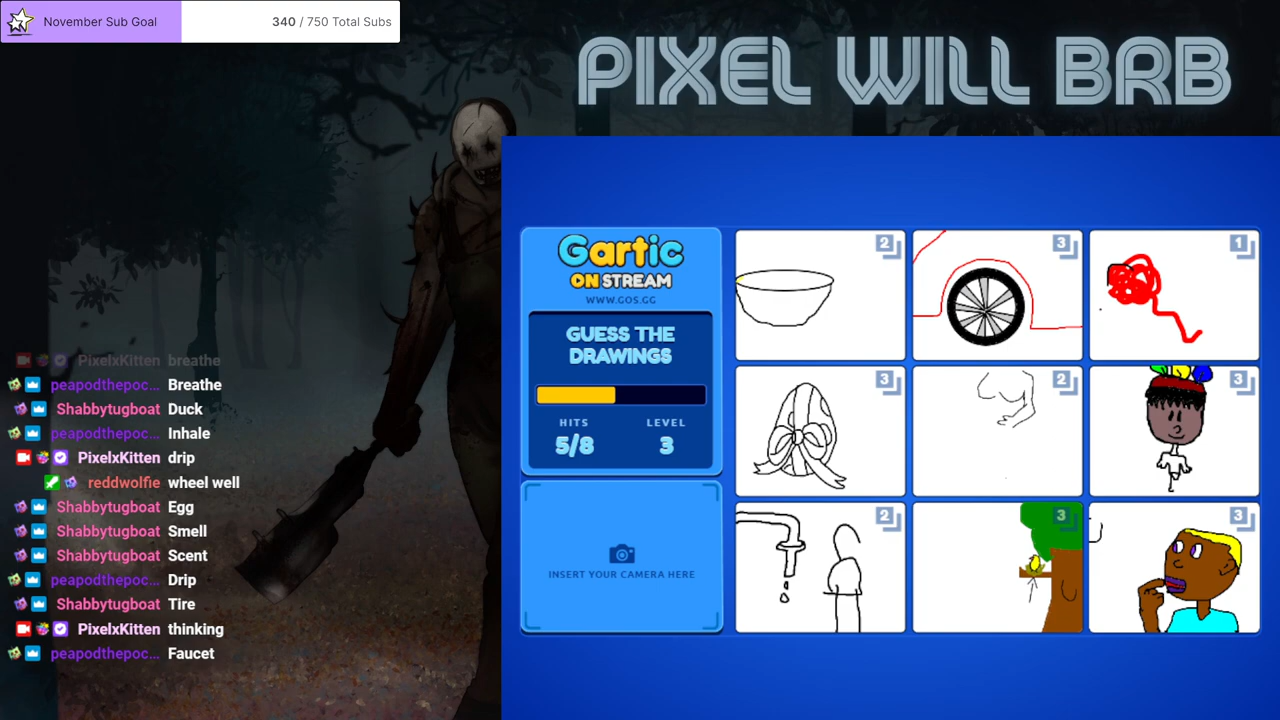 November Sub Goal 340 / 750 Total Subs
PIXEL WILL BRB
Gartic
ON STREAM
WWW.GOS.GG
GUESS THE
DRAWINGS
HITS LEVEL
5/8 3
INSERT YOUR CAMERA HERE
2 3 1
3 2 3
2 3 3
PixelxKitten breathe
peapodthepoc... Breathe
Shabbytugboat Duck
peapodthepoc... Inhale
PixelxKitten drip
reddwolfie wheel well
Shabbytugboat Egg
Shabbytugboat Smell
Shabbytugboat Scent
peapodthepoc... Drip
Shabbytugboat Tire
PixelxKitten thinking
peapodthepoc... Faucet